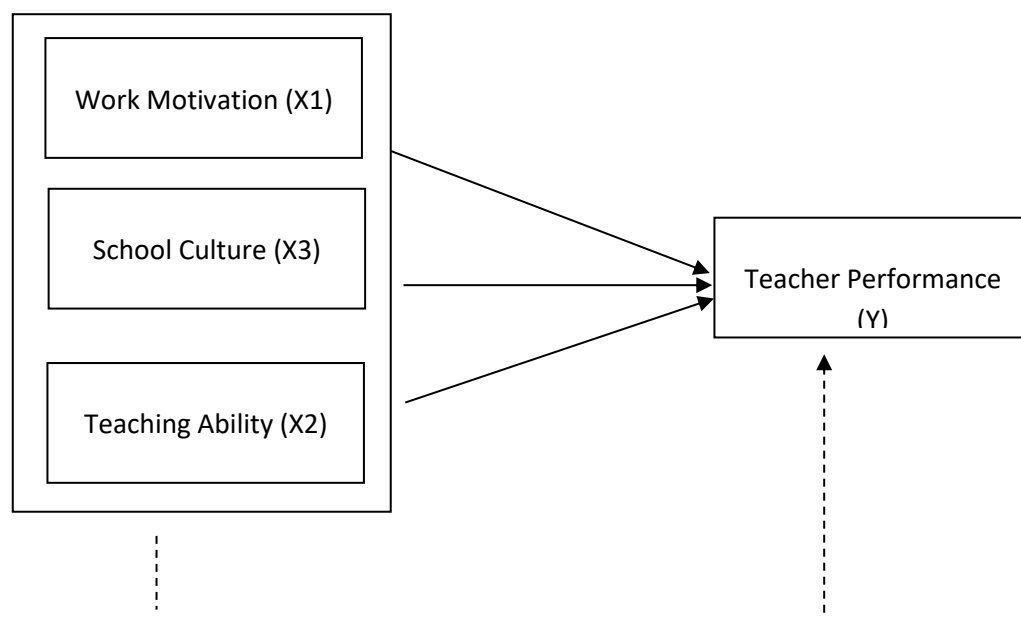 Work Motivation (X1)
School Culture (X3)
Teacher Performance
(Y)
Teaching Ability (X2)